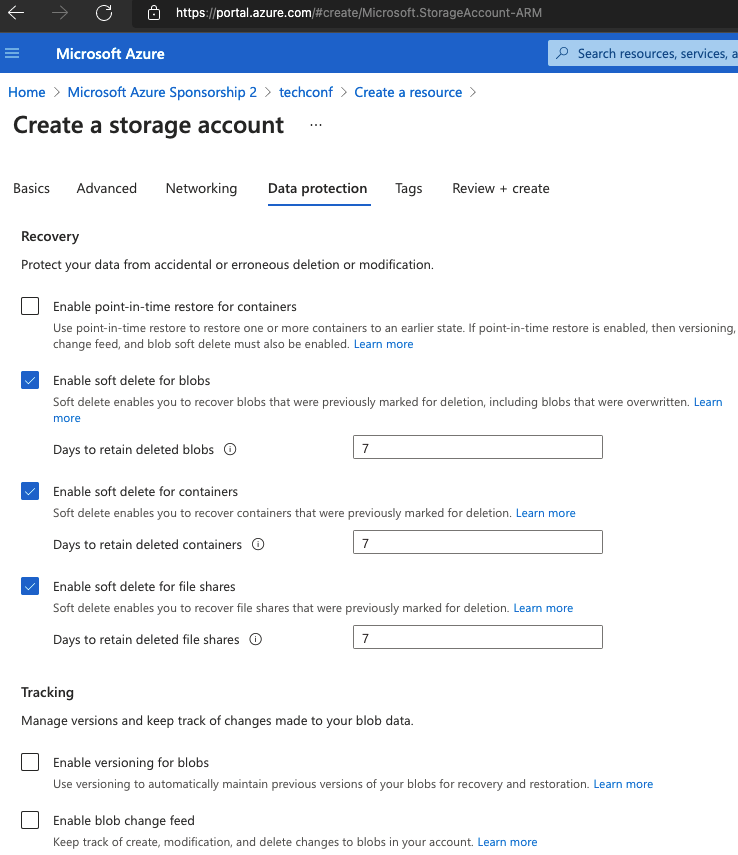 https://portal.azure.com/#create/Microsoft.StorageAccount-ARM
Microsoft Azure
Search resources, services, a
Home > Microsoft Azure Sponsorship 2 > techconf > Create a resource >
Create a storage account ...
Basics Advanced Networking Data protection Tags Review + create
Recovery
Protect your data from accidental or erroneous deletion or modification.
Enable point-in-time restore for containers
Use point-in-time restore to restore one or more containers to an earlier state. If point-in-time restore is enabled, then versioning,
change feed, and blob soft delete must also be enabled. Learn more
Enable soft delete for blobs
Soft delete enables you to recover blobs that were previously marked for deletion, including blobs that were overwritten. Learn
more
Days to retain deleted blobs 7
Enable soft delete for containers
Soft delete enables you to recover containers that were previously marked for deletion. Learn more
Days to retain deleted containers 7
Enable soft delete for file shares
Soft delete enables you to recover file shares that were previously marked for deletion. Learn more
Days to retain deleted file shares 7
Tracking
Manage versions and keep track of changes made to your blob data.
Enable versioning for blobs
Use versioning to automatically maintain previous versions of your blobs for recovery and restoration. Learn more
Enable blob change feed
Keep track of create, modification, and delete changes to blobs in your account. Learn more